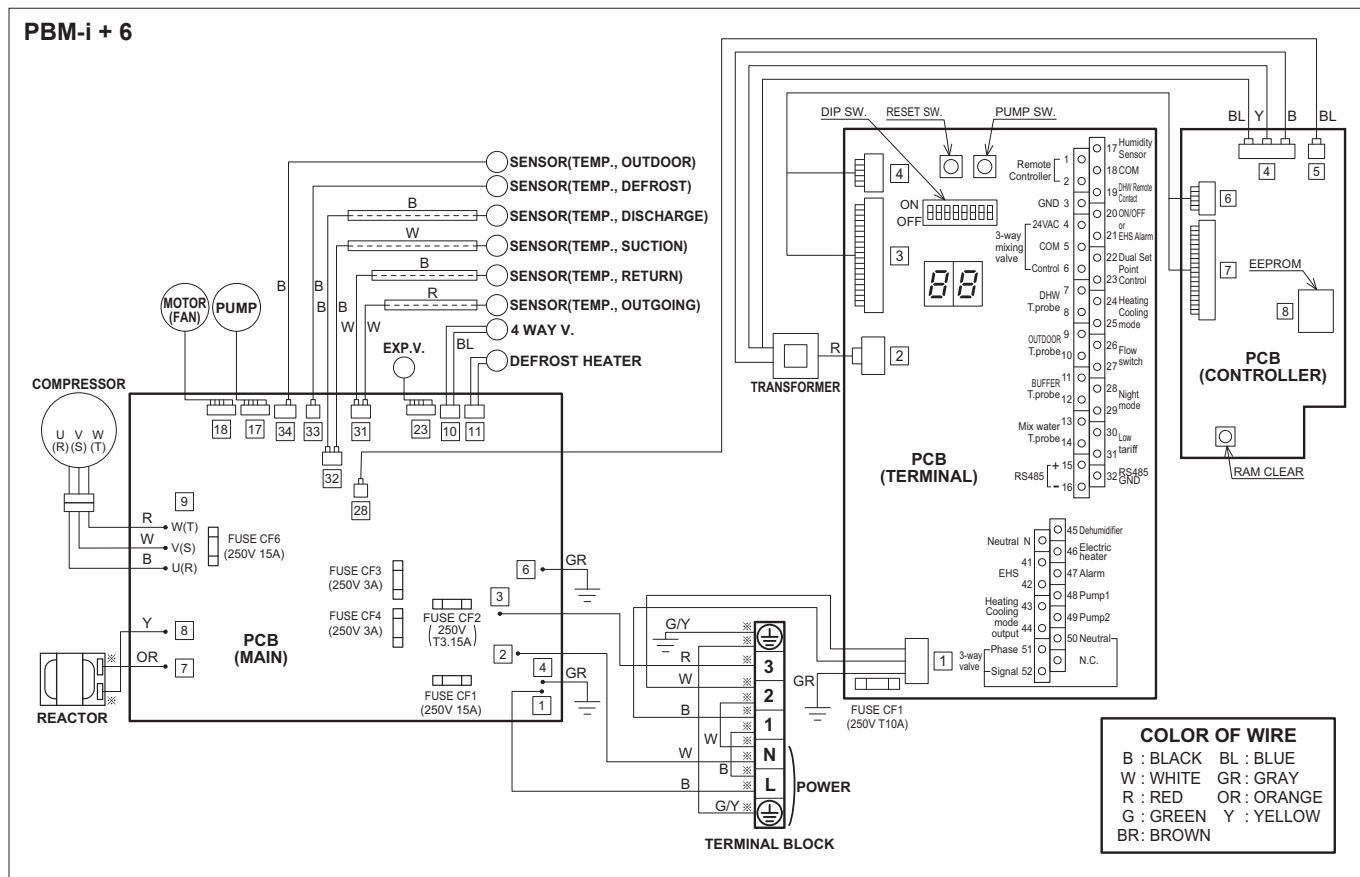 PBM-i + 6
SENSOR(TEMP., OUTDOOR)
SENSOR(TEMP., DEFROST)
B
SENSOR(TEMP., DISCHARGE)
W
SENSOR(TEMP., SUCTION)
B
SENSOR(TEMP., RETURN)
R
SENSOR(TEMP., OUTGOING)
4 WAY V.
DEFROST HEATER
B
B
B
B
W
W
BL
MOTOR
(FAN)
PUMP
EXP.V.
COMPRESSOR
U V W
(R) (S) (T)
18
17
34
33
31
23
10
11
32
28
9
R
W(T)
W
V(S)
B
U(R)
FUSE CF6
(250V 15A)
FUSE CF3
(250V 3A)
FUSE CF4
(250V 3A)
FUSE CF2
(250V
T3.15A)
FUSE CF1
(250V 15A)
6
GR
3
2
4
GR
1
Y
8
OR
7
※
※
REACTOR
PCB
(MAIN)
G/Y
※
※
R
※
3
W
※
2
※
B
※
1
※
W
W
※
N
※
B
B
※
L
G/Y
※
POWER
TERMINAL BLOCK
DIP SW.
RESET SW.
PUMP SW.
4
ON
OFF
3
88
2
R
TRANSFORMER
PCB
(TERMINAL)
Remote
Controller
1
2
GND 3
3-way
mixing
valve
24VAC 4
COM 5
Control 6
DHW
T.probe
7
8
OUTDOOR
T.probe
9
10
BUFFER
T.probe
11
12
Mix water
T.probe
13
14
RS485
+ 15
- 16
17 Humidity
Sensor
18 COM
19 DHW Remote
Contact
20 ON/OFF
or
21 EHS Alarm
22 Dual Set
Point
23 Control
24 Heating
Cooling
25 mode
26 Flow
switch
27
28
Night
mode
29
30
Low
tariff
31
32 RS485
GND
Neutral N
EHS
41
42
Heating
Cooling
mode
output
43
44
3-way
valve
Phase 51
Signal 52
45 Dehumidifier
46 Electric
heater
47 Alarm
48 Pump1
49 Pump2
50 Neutral
N.C.
1
GR
FUSE CF1
(250V T10A)
BL
Y
B
BL
4
5
6
7
EEPROM
8
PCB
(CONTROLLER)
RAM CLEAR
COLOR OF WIRE
B : BLACK BL : BLUE
W : WHITE GR : GRAY
R : RED OR : ORANGE
G : GREEN Y : YELLOW
BR: BROWN